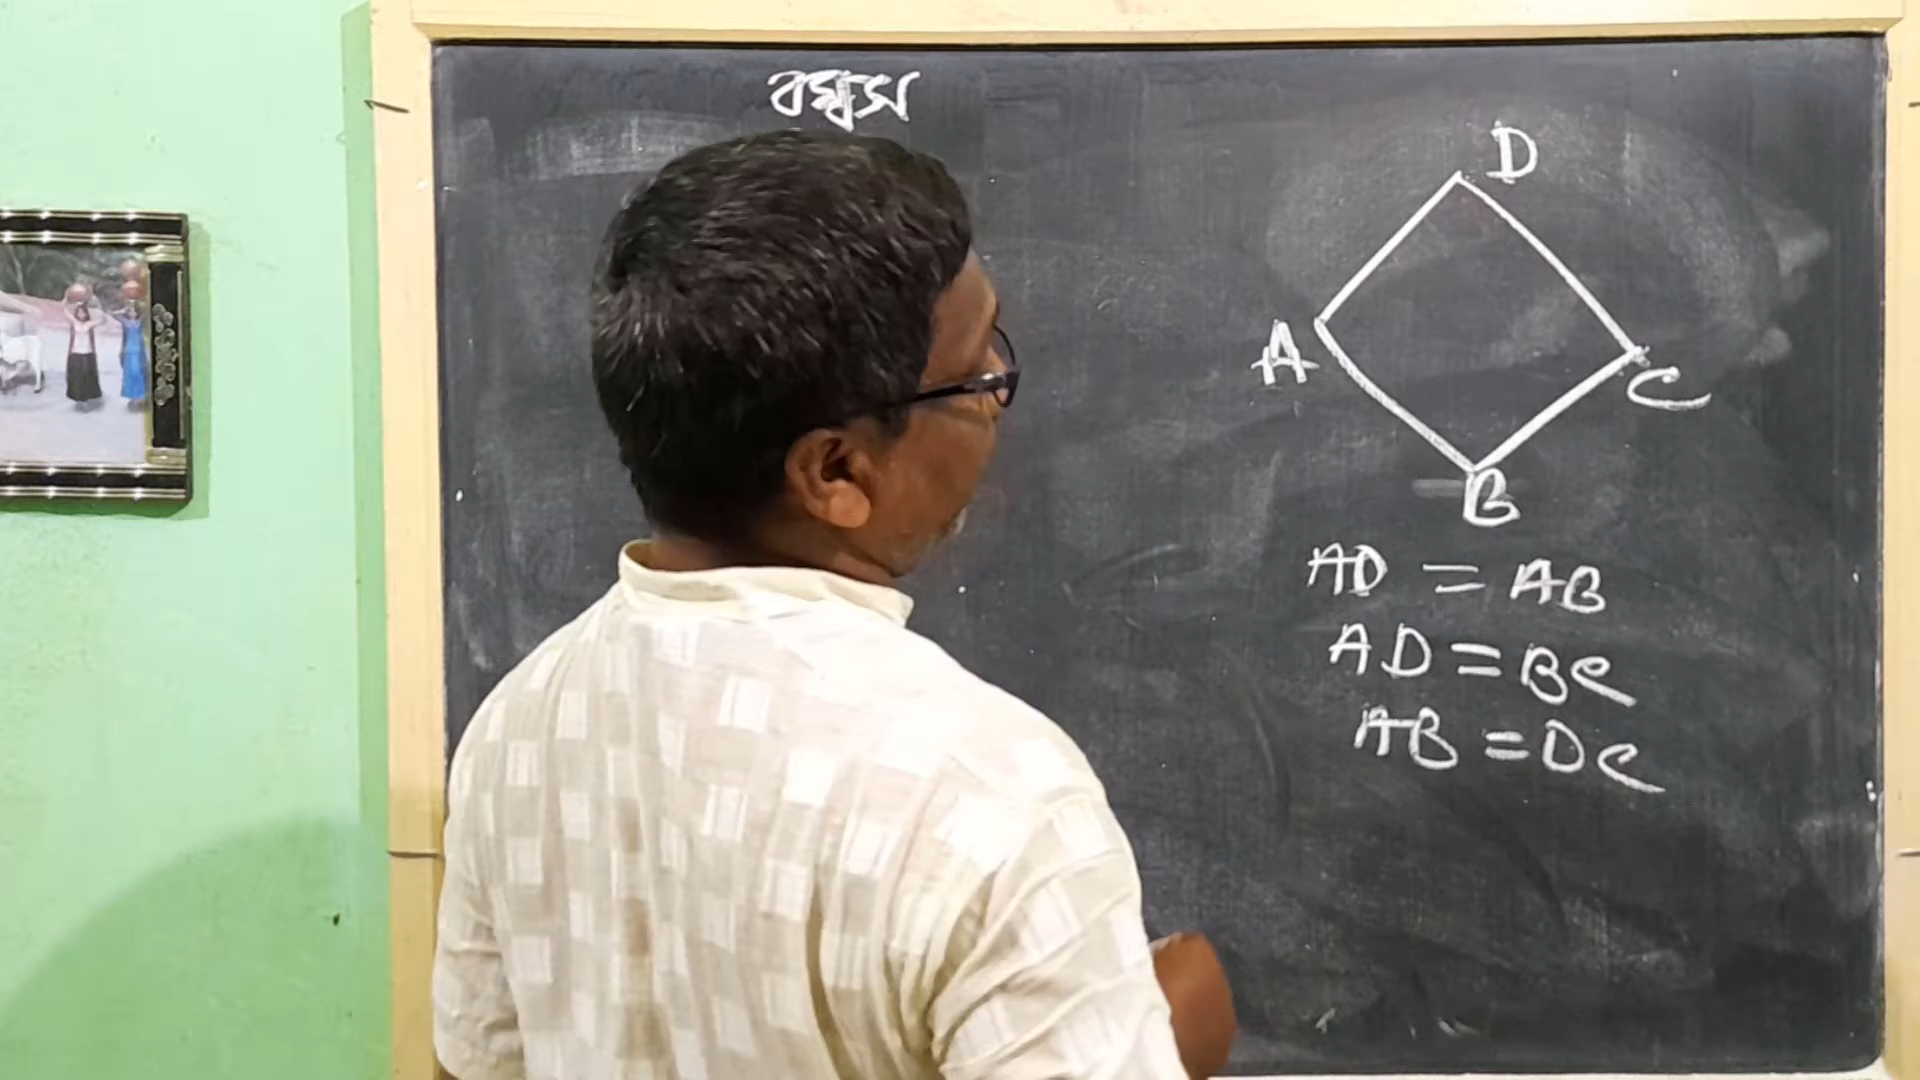 রম্বস
D
A
C
B
AD = AB
AD = BC
AB = DC